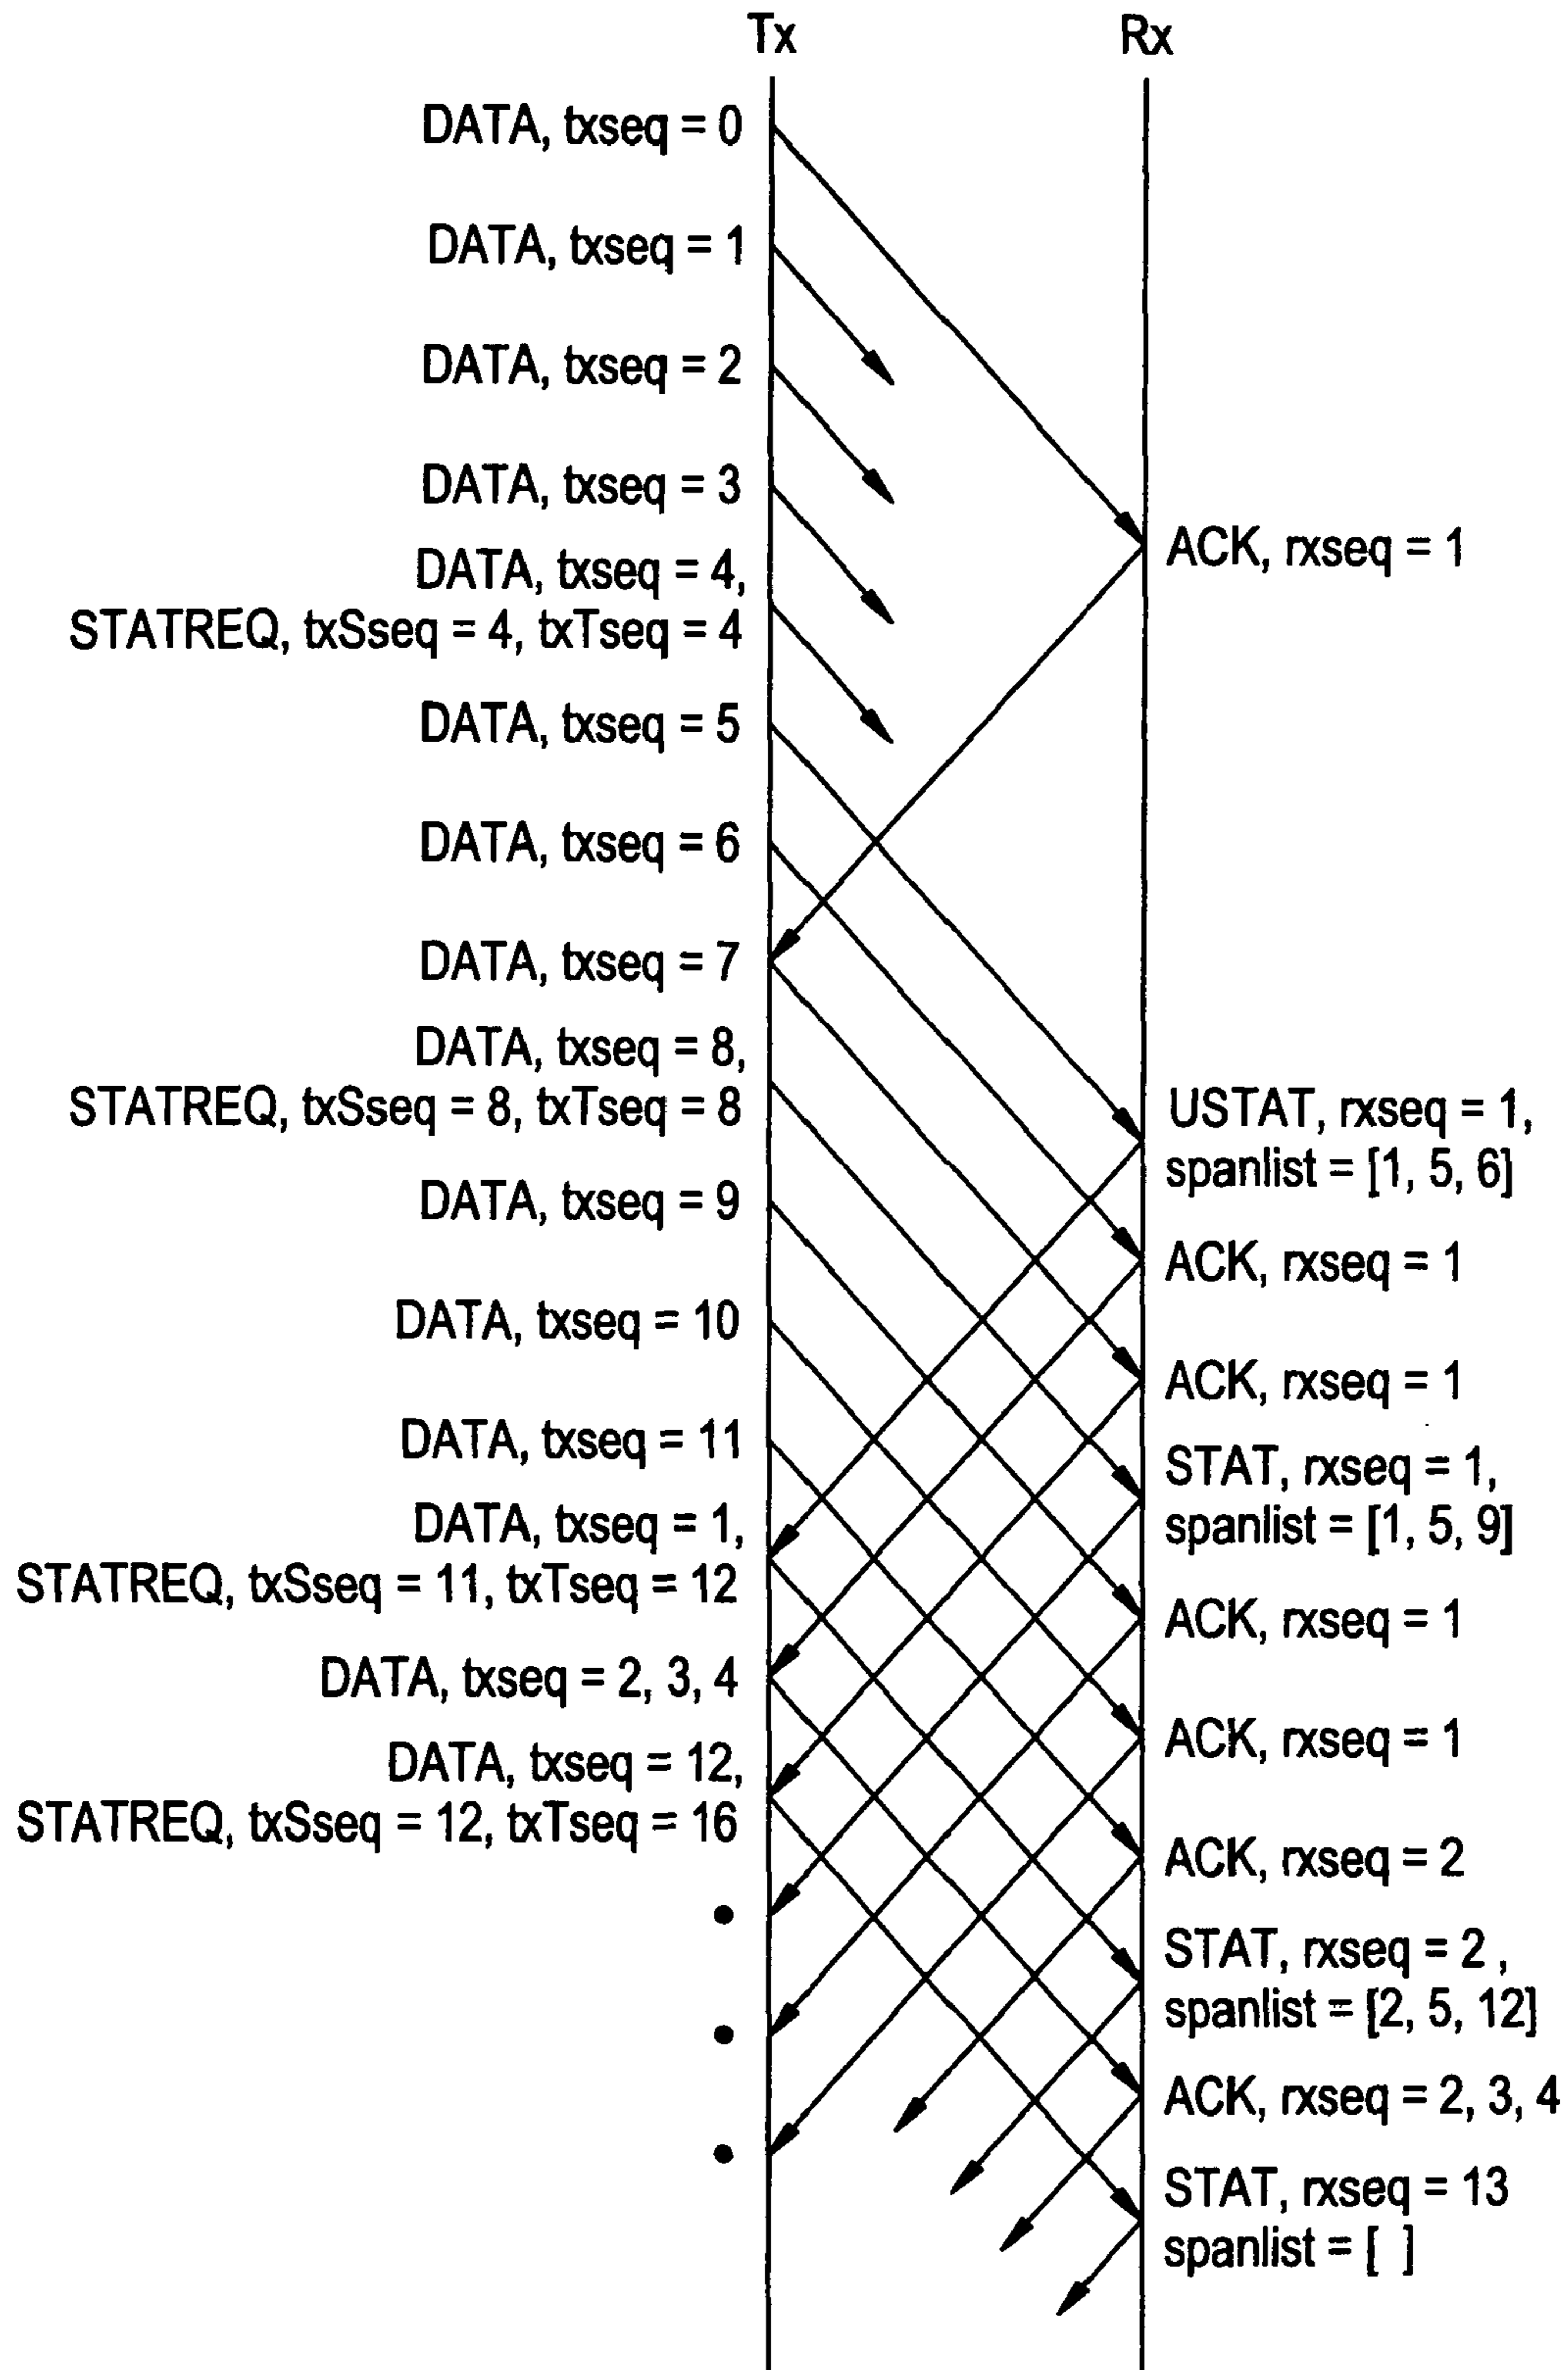 Tx
Rx
DATA, txseq = 0
DATA, txseq = 1
DATA, txseq = 2
DATA, txseq = 3
ACK, rxseq = 1
DATA, txseq = 4,
STATREQ, txSseq = 4, txTseq = 4
DATA, txseq = 5
DATA, txseq = 6
DATA, txseq = 7
DATA, txseq = 8,
STATREQ, txSseq = 8, txTseq = 8
USTAT, rxseq = 1,
spanlist = [1, 5, 6]
DATA, txseq = 9
ACK, rxseq = 1
DATA, txseq = 10
ACK, rxseq = 1
DATA, txseq = 11
STAT, rxseq = 1,
spanlist = [1, 5, 9]
DATA, txseq = 1,
STATREQ, txSseq = 11, txTseq = 12
ACK, rxseq = 1
DATA, txseq = 2, 3, 4
ACK, rxseq = 1
DATA, txseq = 12,
STATREQ, txSseq = 12, txTseq = 16
ACK, rxseq = 2
STAT, rxseq = 2 ,
spanlist = [2, 5, 12]
ACK, rxseq = 2, 3, 4
STAT, rxseq = 13
spanlist = [ ]